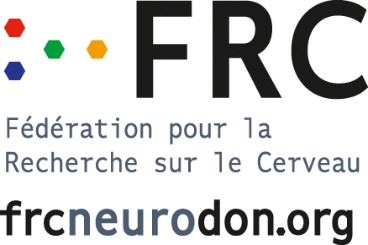 FRC
Fédération pour la
Recherche sur le Cerveau
frcneurodon.org